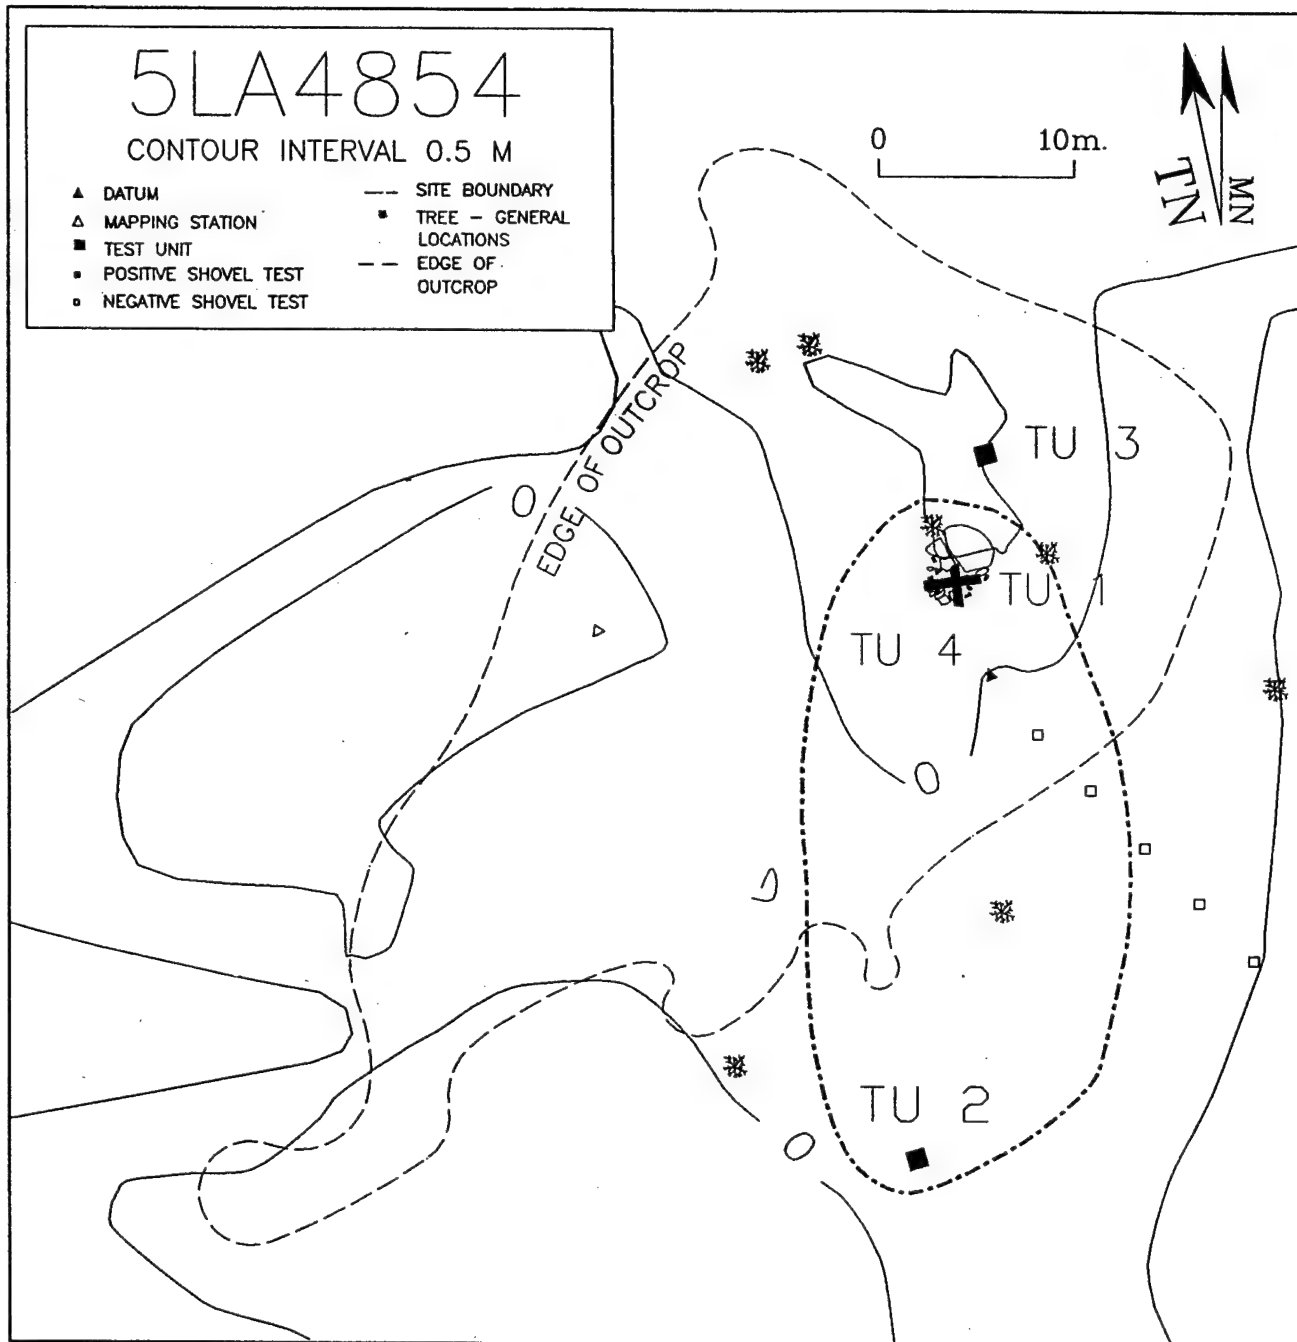 5LA4854
CONTOUR INTERVAL 0.5 M
DATUM
MAPPING STATION
TEST UNIT
POSITIVE SHOVEL TEST
NEGATIVE SHOVEL TEST
SITE BOUNDARY
TREE - GENERAL
LOCATIONS
EDGE OF
OUTCROP
0 10m.
TN
MN
EDGE OF OUTCROP
0
TU 3
TU 1
TU 4
0
TU 2
0